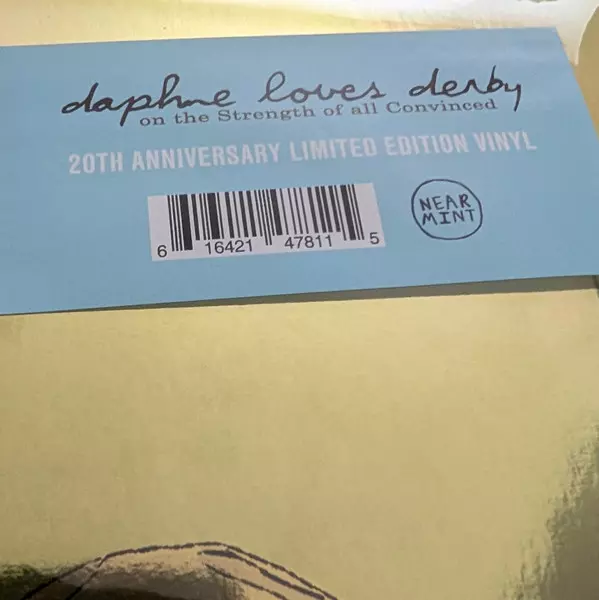 daphne loves derby
on the Strength of all Convinced
20TH ANNIVERSARY LIMITED EDITION VINYL
NEAR
MINT
6 16421 47811 5